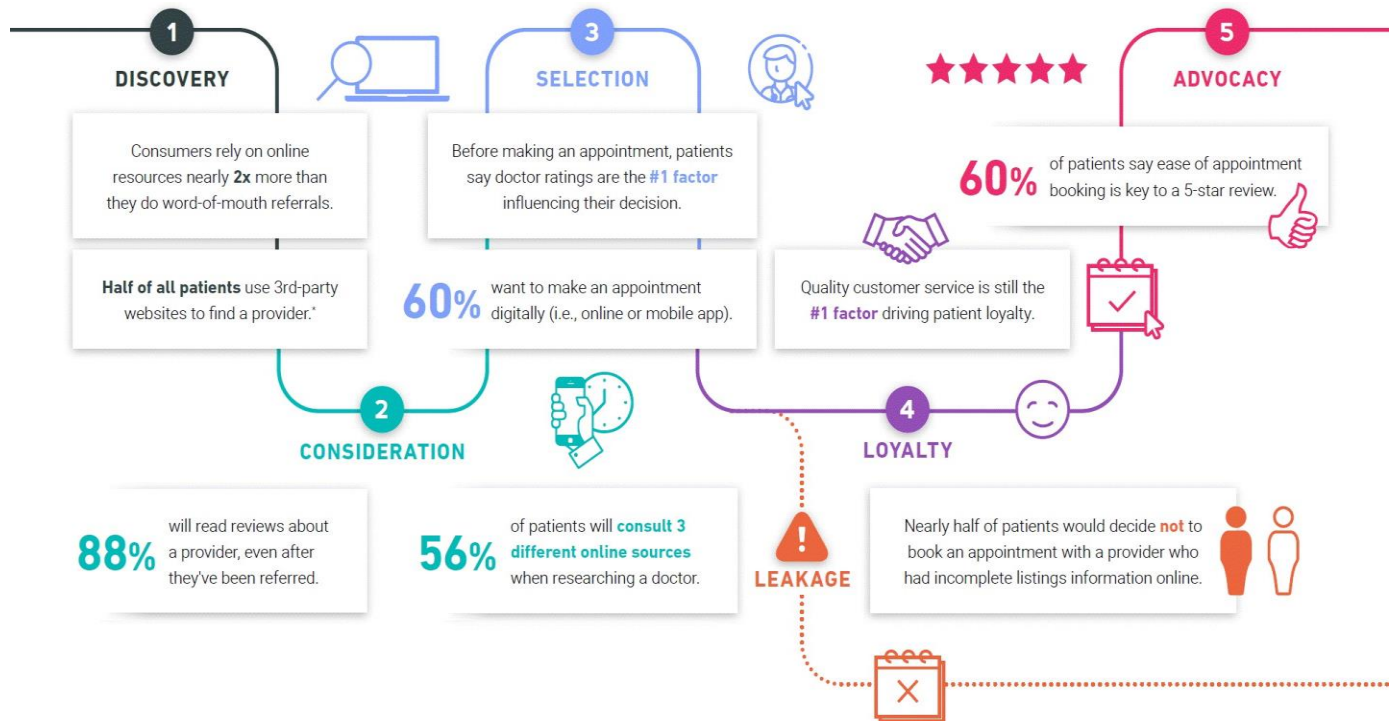 1
DISCOVERY
Consumers rely on online
resources nearly 2x more than
they do word-of-mouth referrals.
Half of all patients use 3rd-party
websites to find a provider.*
2
CONSIDERATION
88%
will read reviews about
a provider, even after
they've been referred.
56%
of patients will consult 3
different online sources
when researching a doctor.
3
SELECTION
Before making an appointment, patients
say doctor ratings are the #1 factor
influencing their decision.
60%
want to make an appointment
digitally (i.e., online or mobile app).
4
LOYALTY
Quality customer service is still the
#1 factor driving patient loyalty.
!
LEAKAGE
Nearly half of patients would decide not to
book an appointment with a provider who
had incomplete listings information online.
5
ADVOCACY
60%
of patients say ease of appointment
booking is key to a 5-star review.